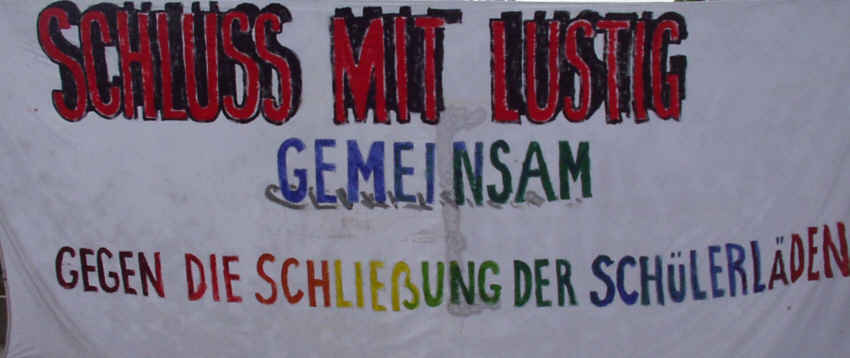 SCHLUSS MIT LUSTIG
GEMEINSAM
GEGEN DIE SCHLIEßUNG DER SCHÜLERLÄDEN